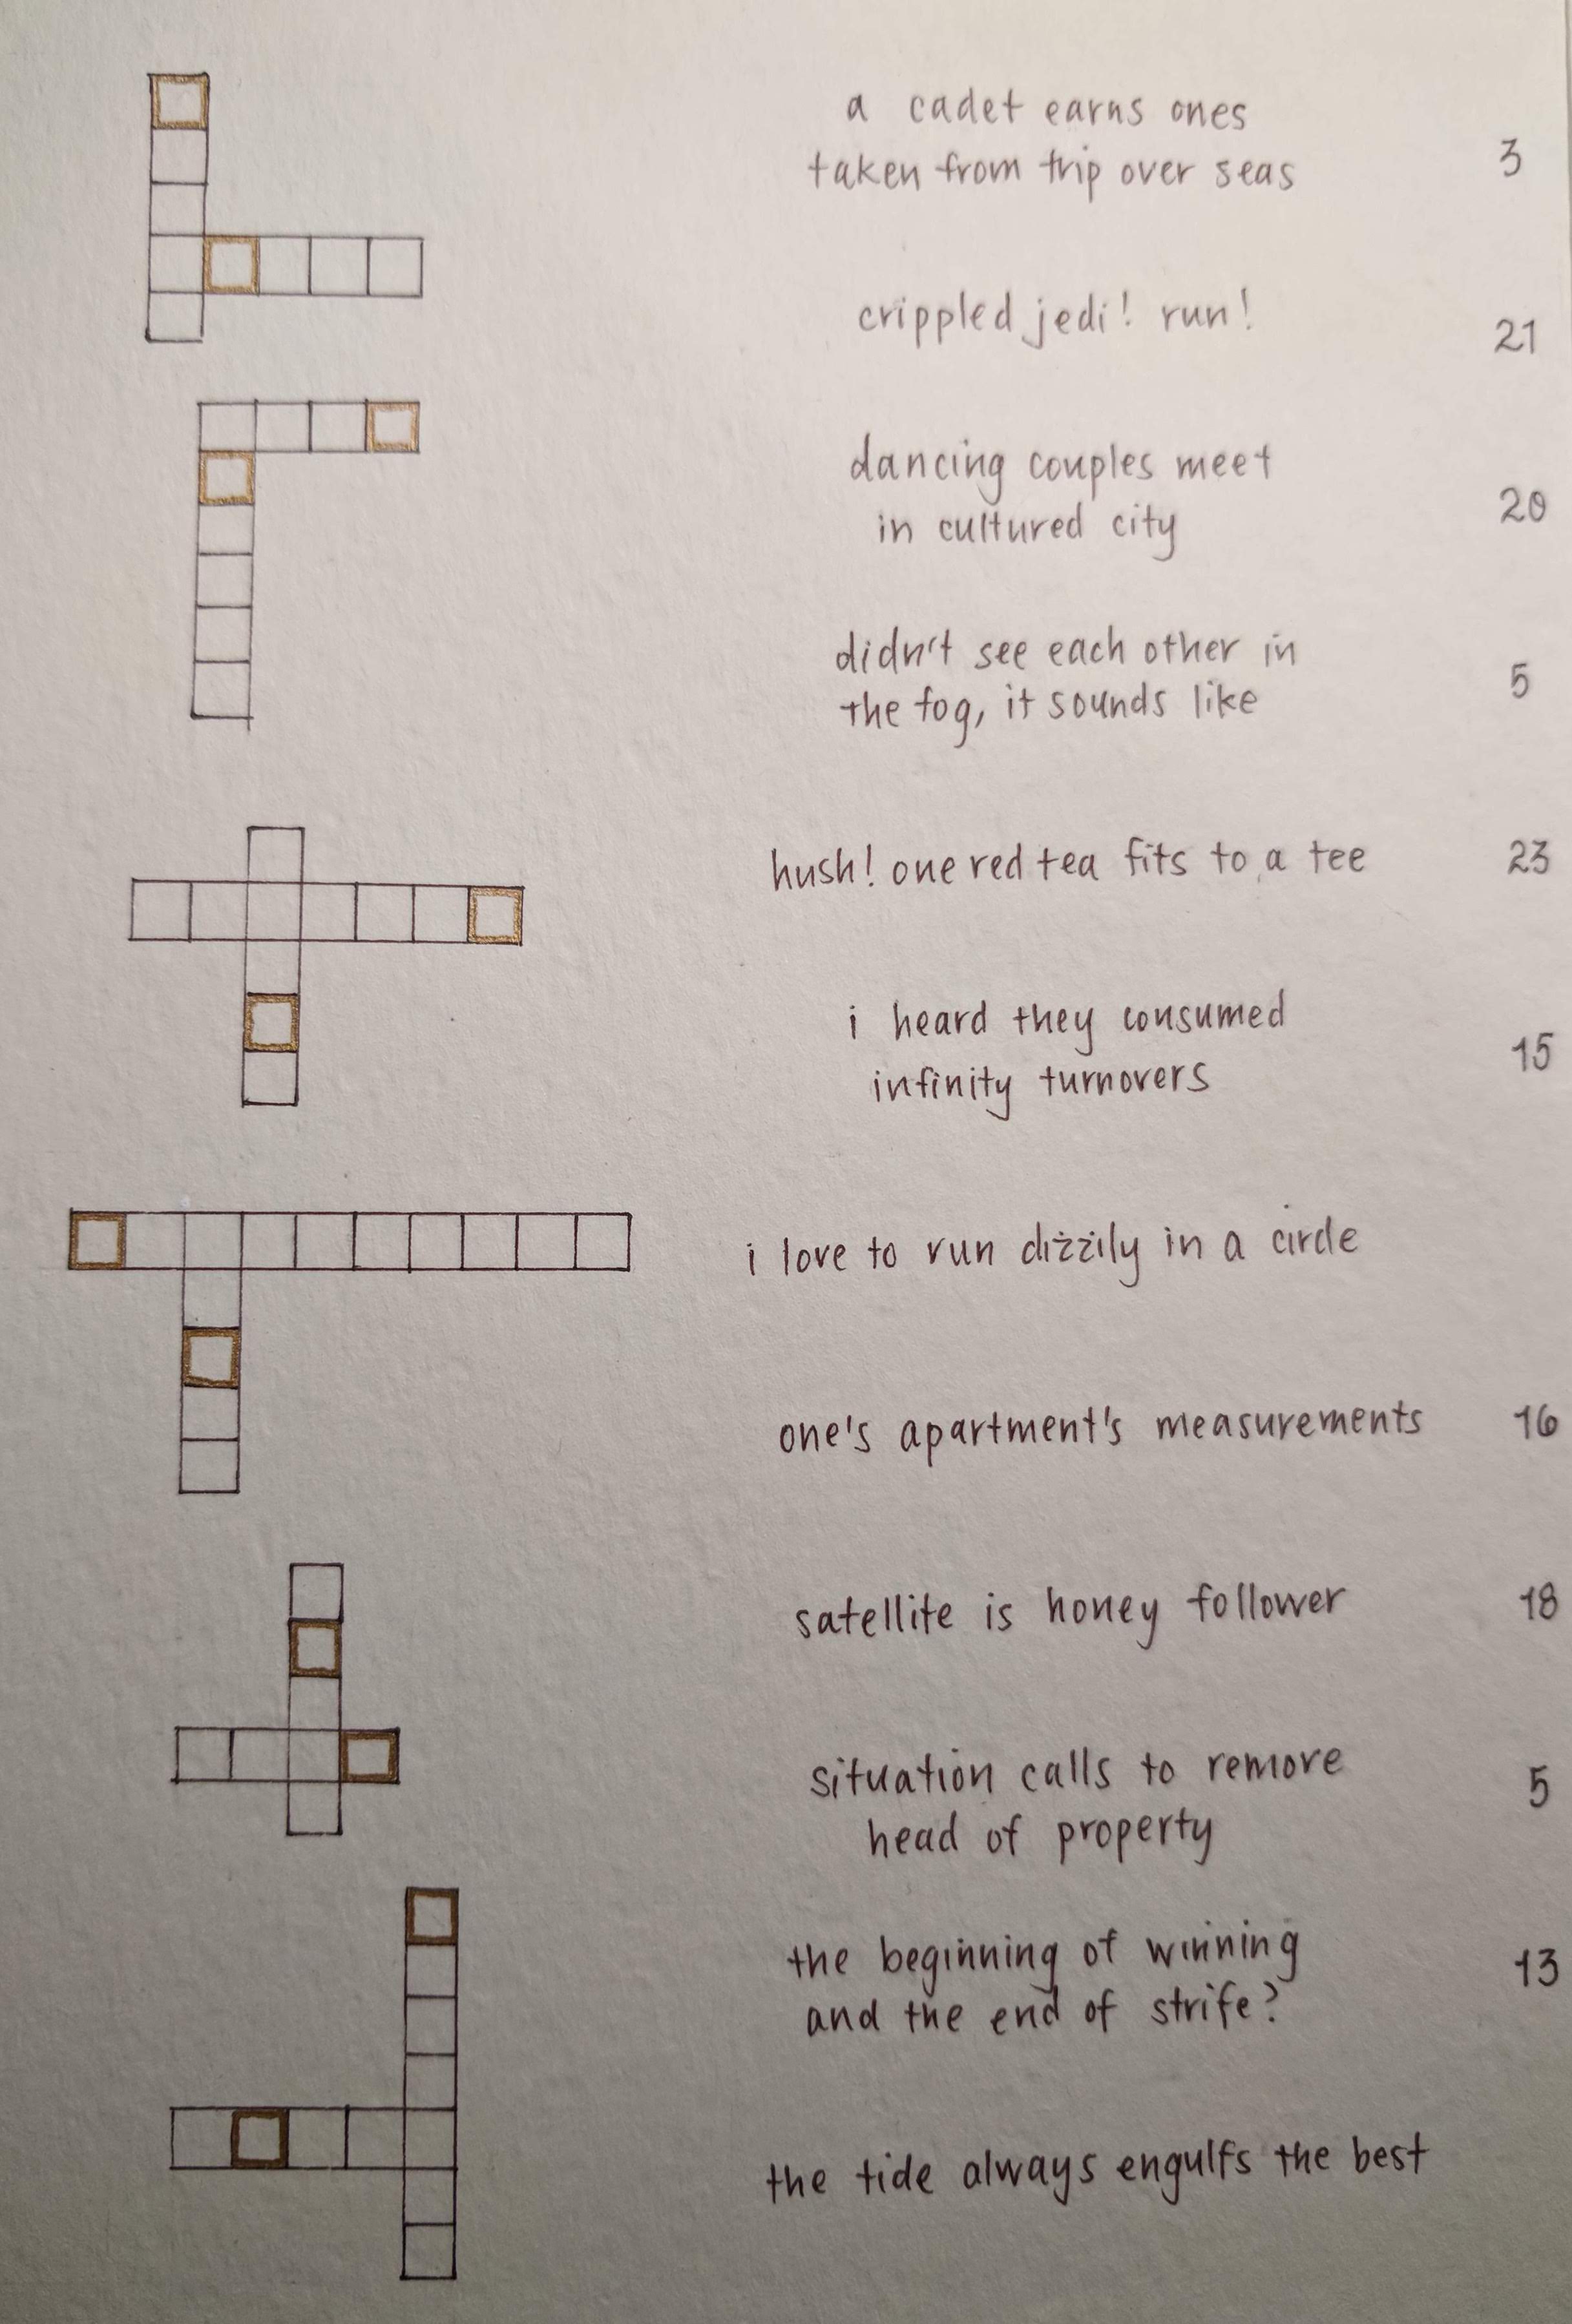 a cadet earns ones
taken from trip over seas
3
crippled jedi! run!
21
dancing couples meet
in cultured city
20
didn't see each other in
the fog, it sounds like
5
hush! one red tea fits to a tee
23
i heard they consumed
infinity turnovers
15
i love to run dizzily in a circle
one's apartment's measurements
16
satellite is honey follower
18
situation calls to remove
head of property
5
the beginning of winning
and the end of strife?
13
the tide always engulfs the best